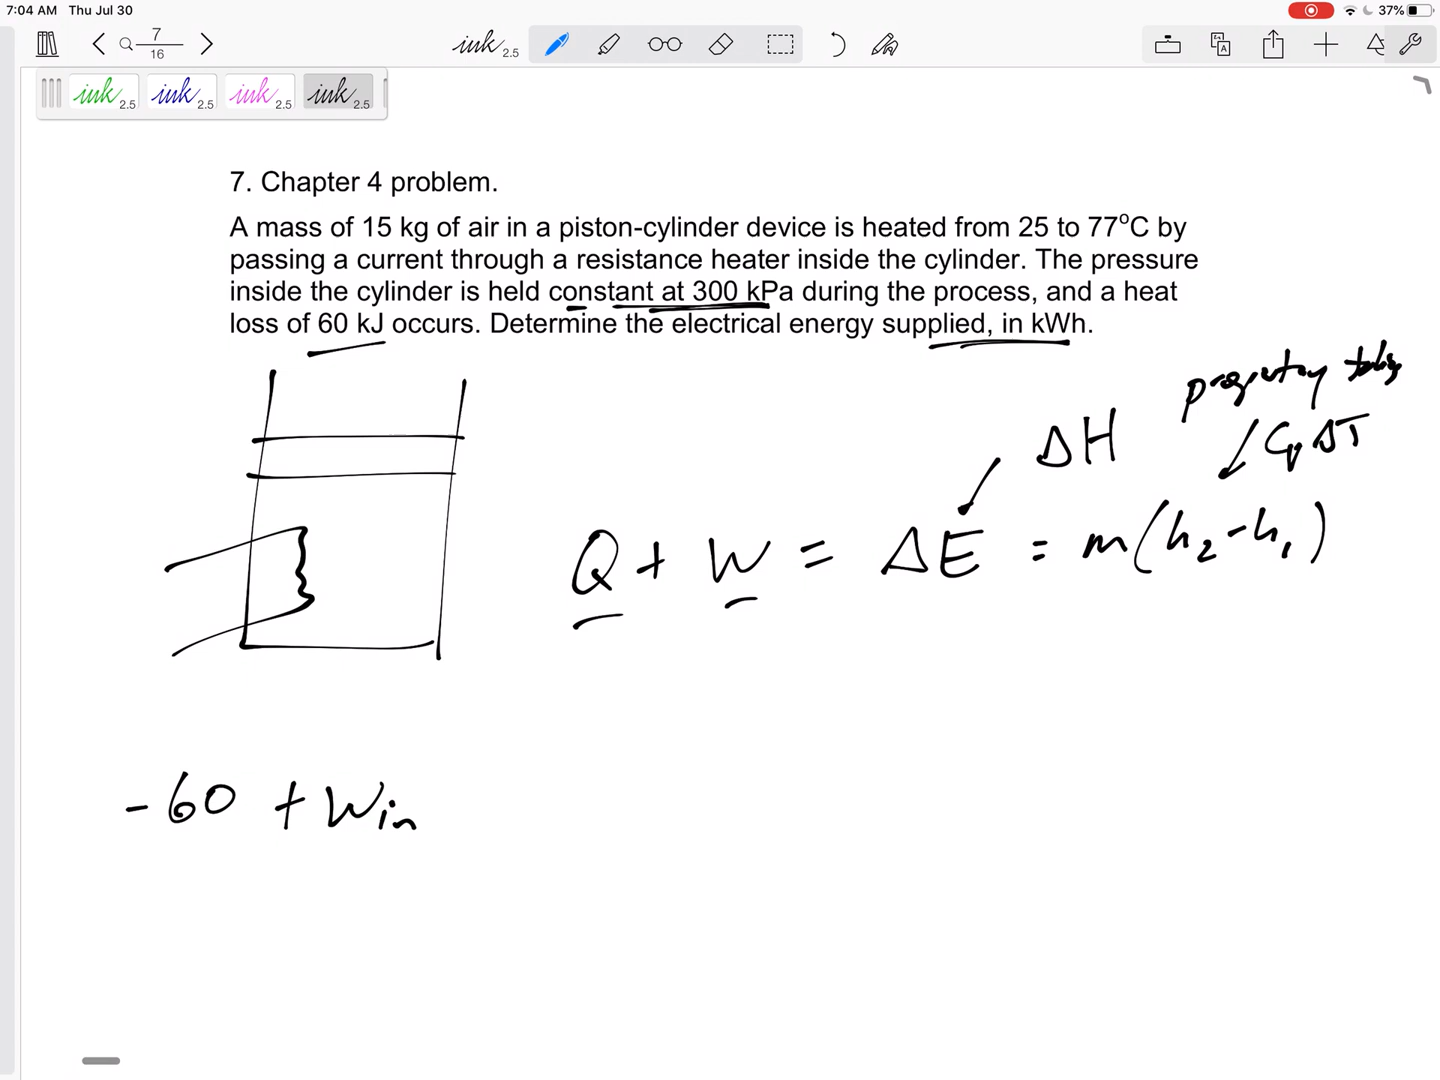 7:04 AM Thu Jul 30
37%
7
16
ink 2.5
ink 2.5 ink 2.5 ink 2.5 ink 2.5
7. Chapter 4 problem.
A mass of 15 kg of air in a piston-cylinder device is heated from 25 to 77°C by
passing a current through a resistance heater inside the cylinder. The pressure
inside the cylinder is held constant at 300 kPa during the process, and a heat
loss of 60 kJ occurs. Determine the electrical energy supplied, in kWh.
ΔH
Cp ΔT
Q + W = ΔE = m(h₂-h₁)
-60 + Win